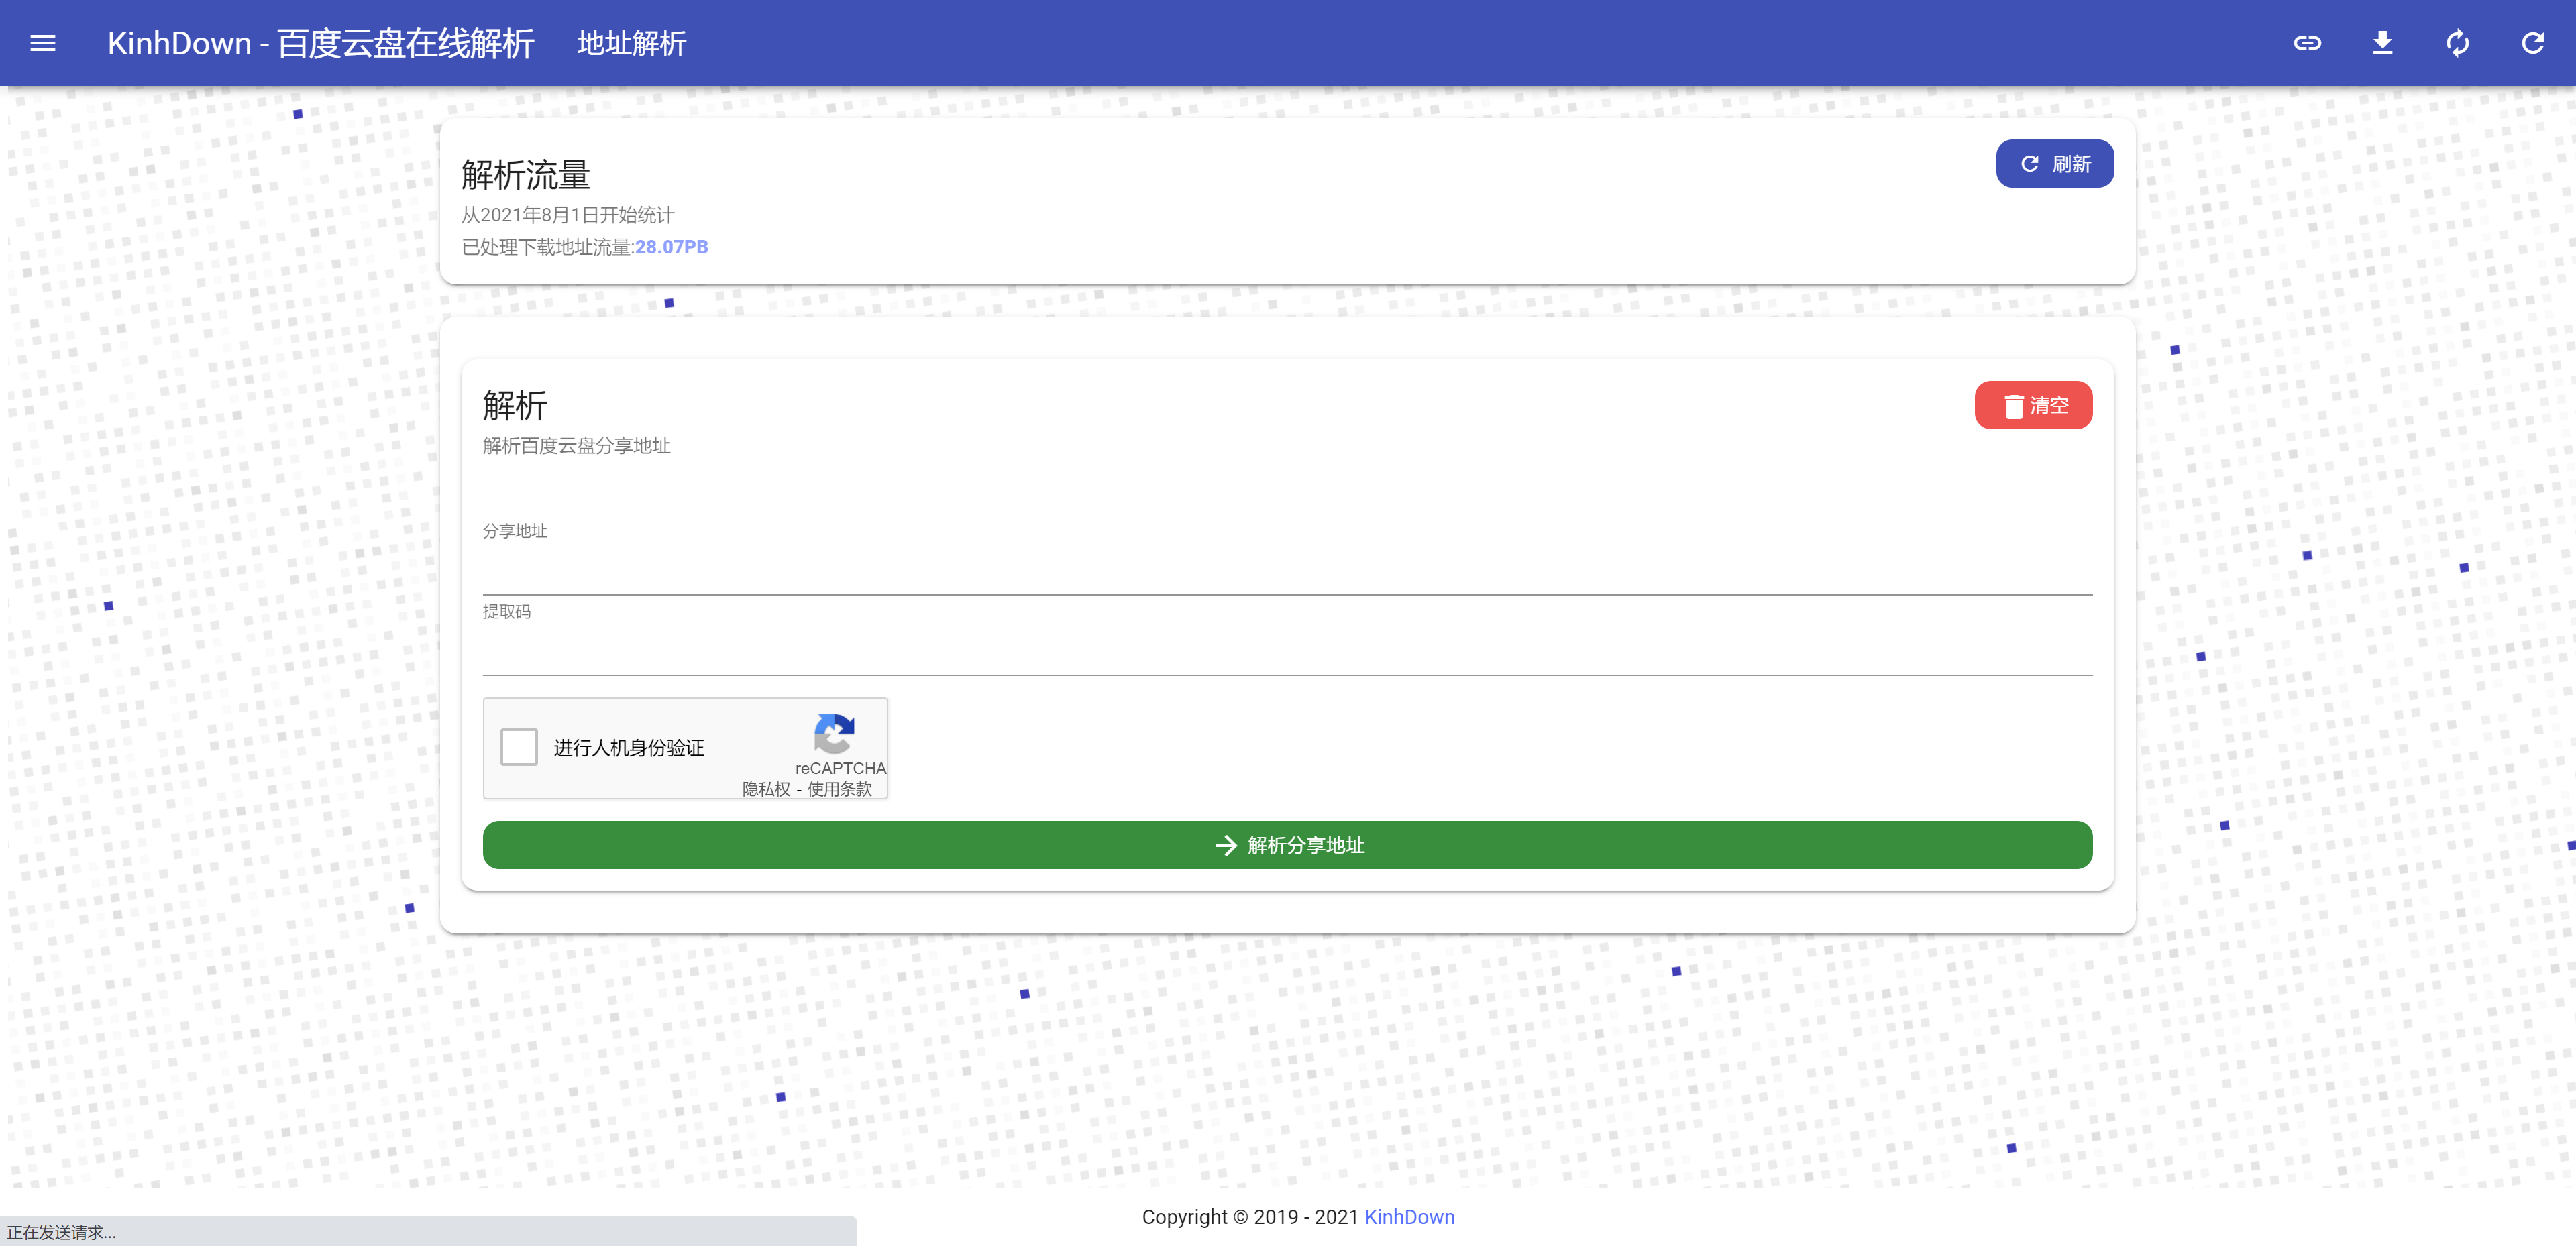 KinhDown - 百度云盘在线解析 地址解析
解析流量
刷新
从2021年8月1日开始统计
已处理下载地址流量:28.07PB
解析
清空
解析百度云盘分享地址
分享地址
提取码
进行人机身份验证
reCAPTCHA
隐私权 - 使用条款
解析分享地址
Copyright © 2019 - 2021 KinhDown
正在发送请求...